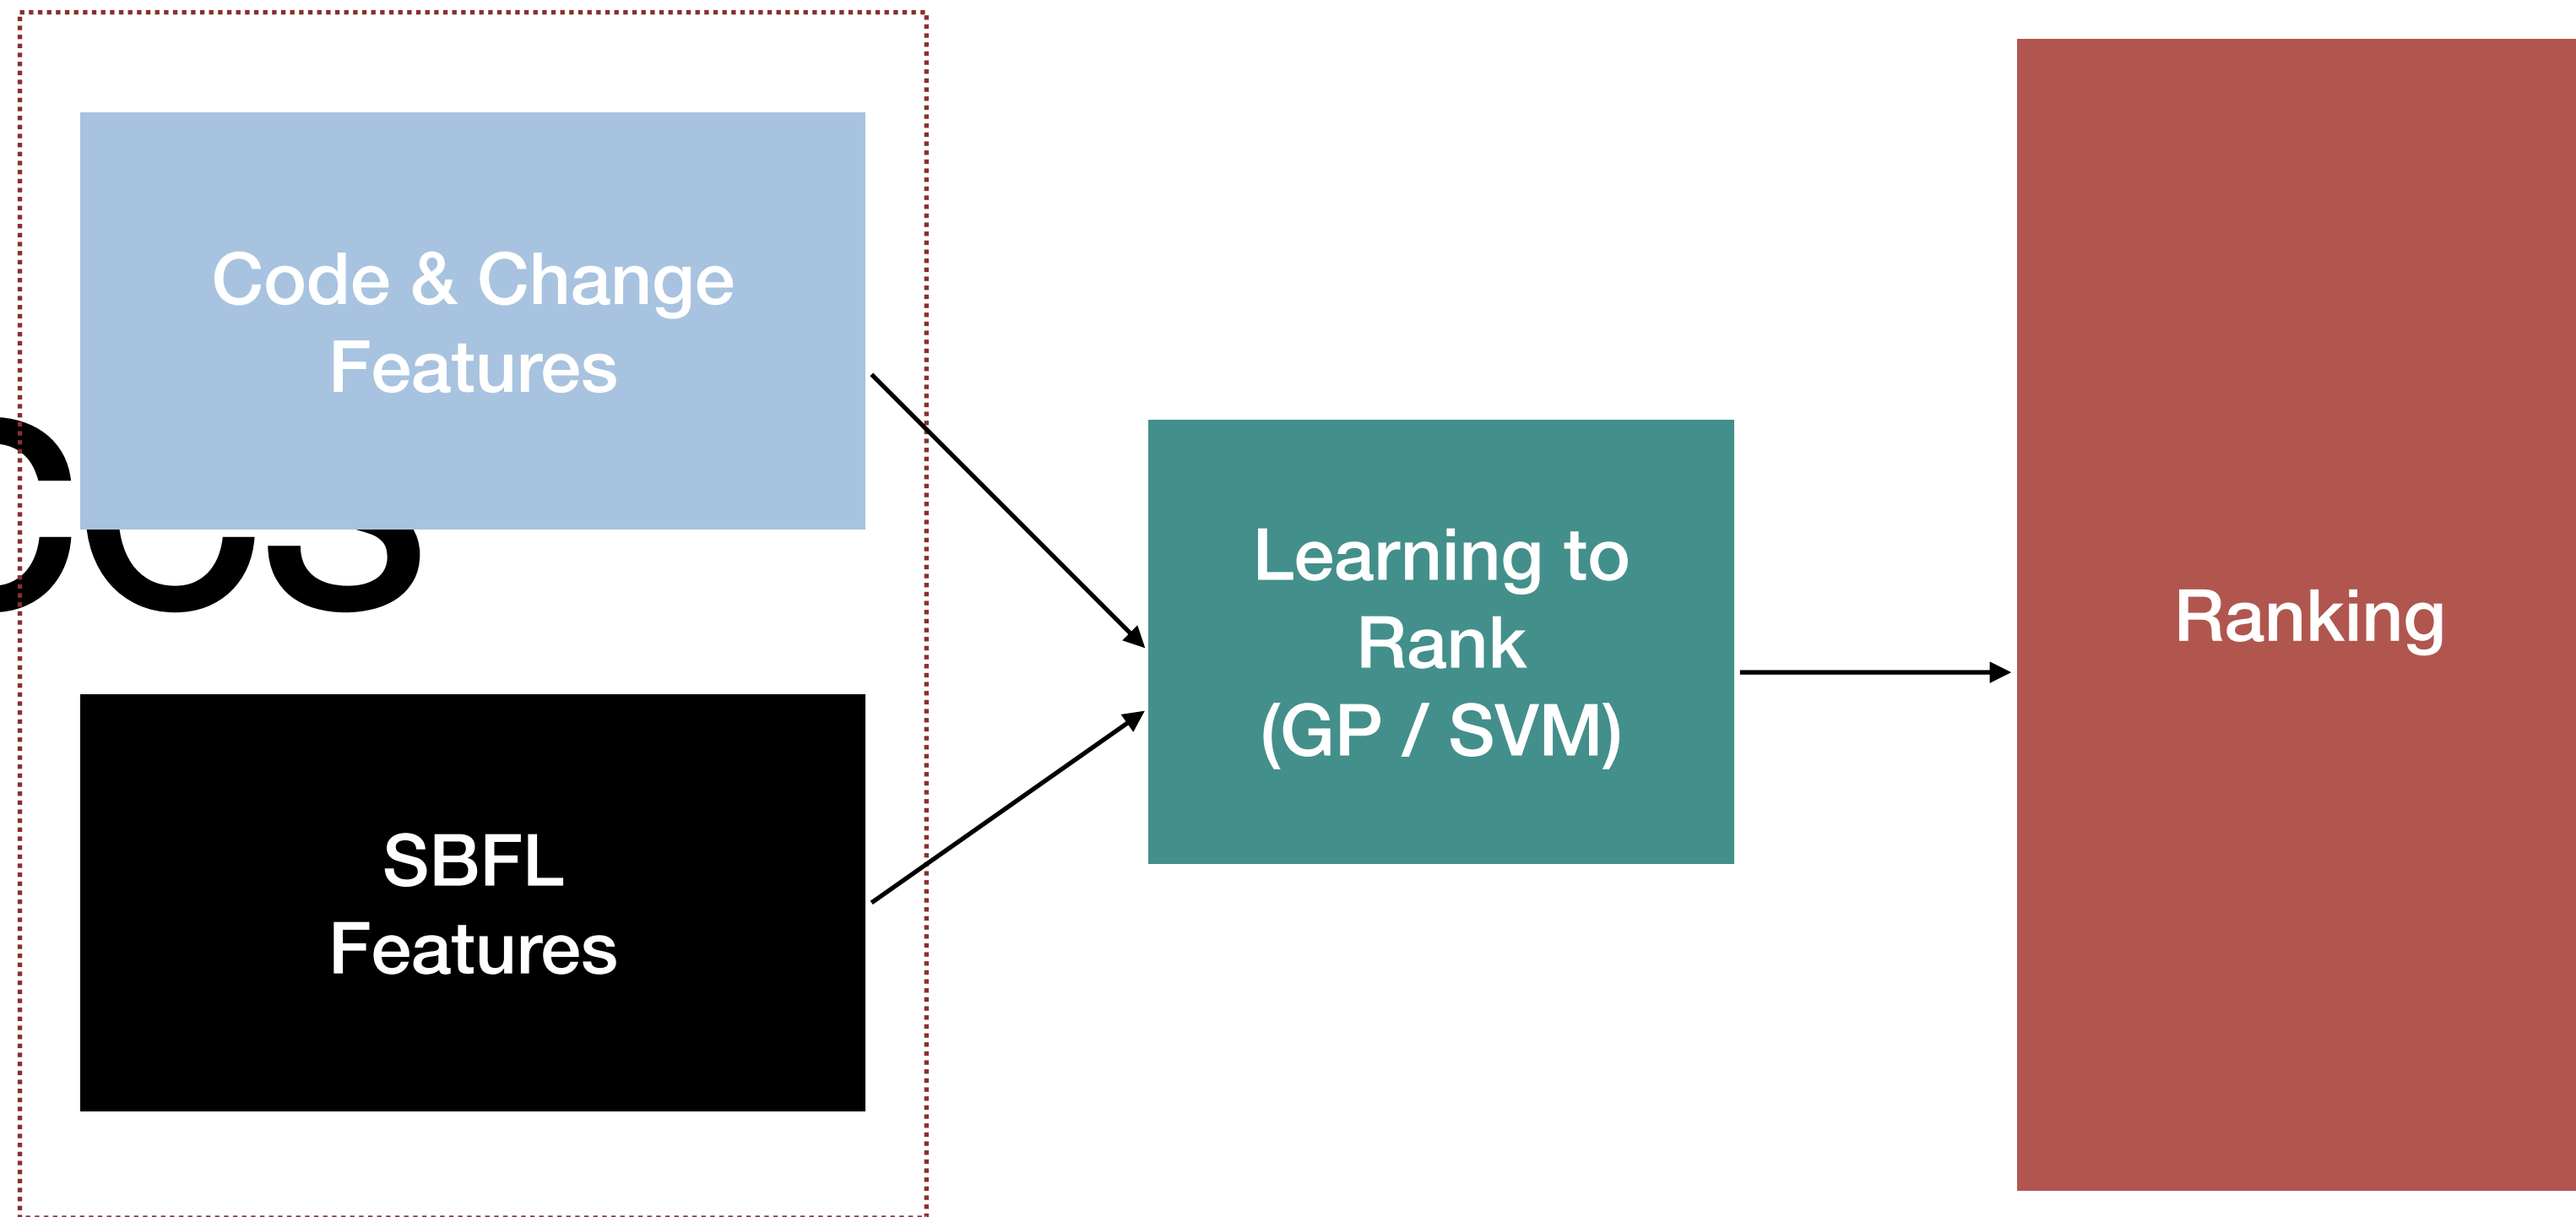 Code & Change
Features
SBFL
Features
Learning to
Rank
(GP / SVM)
Ranking